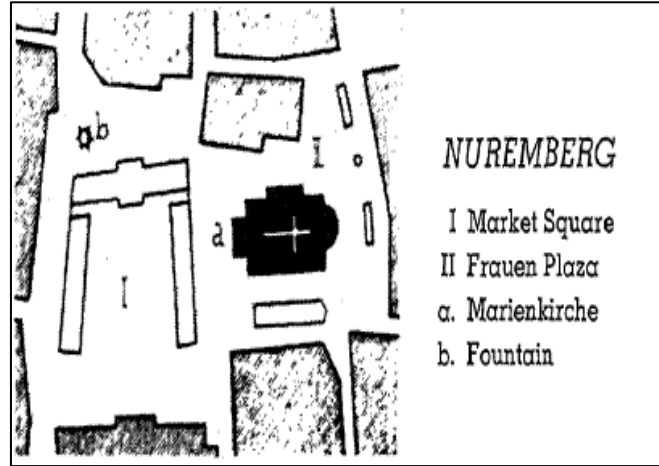 b
I
a
I
NUREMBERG
I Market Square
II Frauen Plaza
a. Marienkirche
b. Fountain